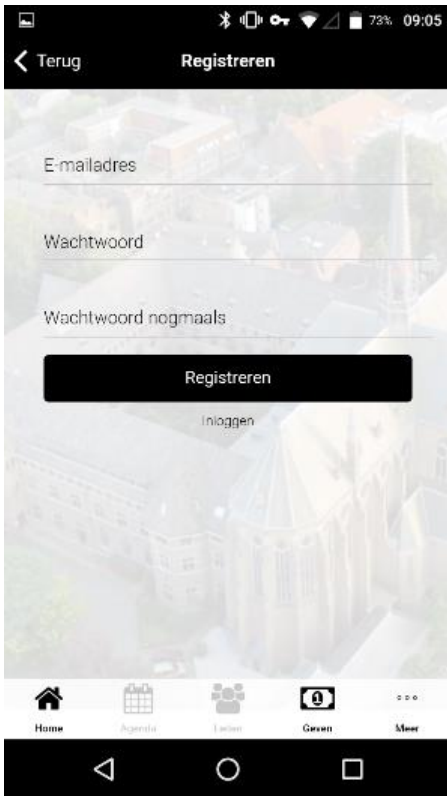 73% 09:05
Terug Registreren
E-mailadres
Wachtwoord
Wachtwoord nogmaals
Registreren
Inloggen
Home Agenda Leden Geven Meer